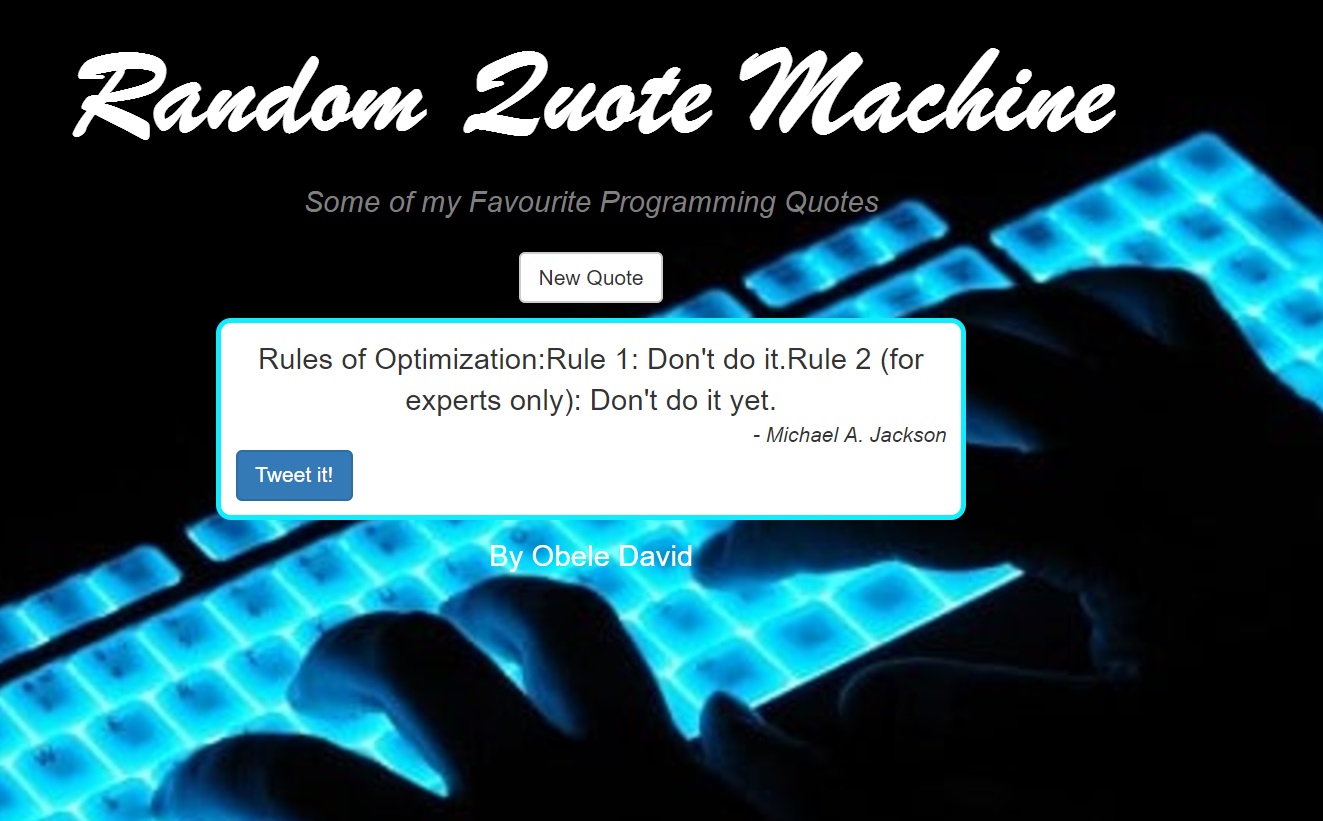 Random Quote Machine
Some of my Favourite Programming Quotes
New Quote
Rules of Optimization:Rule 1: Don't do it.Rule 2 (for
experts only): Don't do it yet.
- Michael A. Jackson
Tweet it!
By Obele David